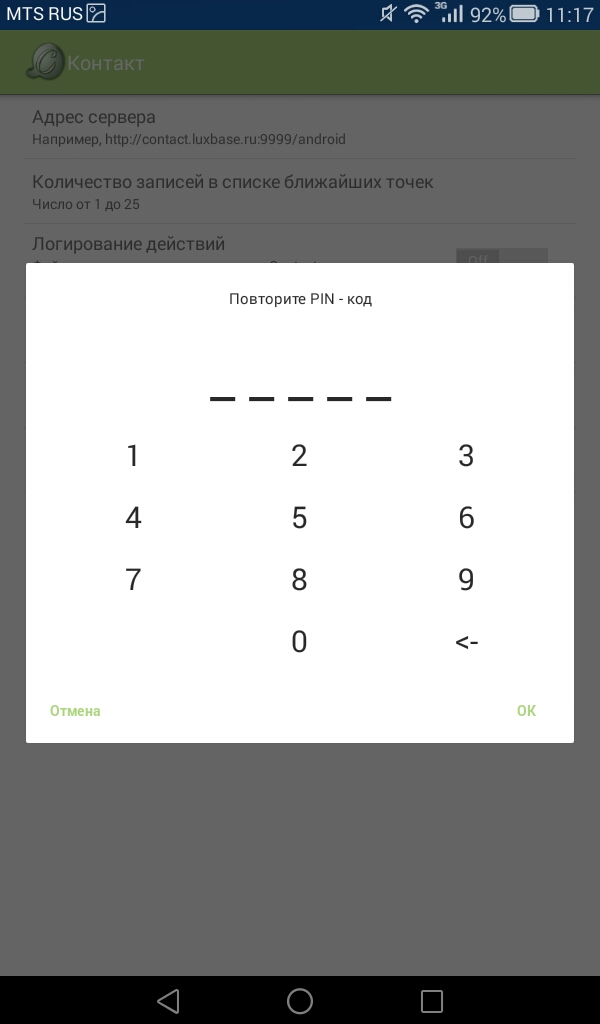 MTS RUS 3G 92% 11:17
Контакт
Адрес сервера
Например, http://contact.luxbase.ru:9999/android
Количество записей в списке ближайших точек
Число от 1 до 25
Логирование действий
Off
Повторите PIN - код
1 2 3
4 5 6
7 8 9
0 <-
Отмена OK